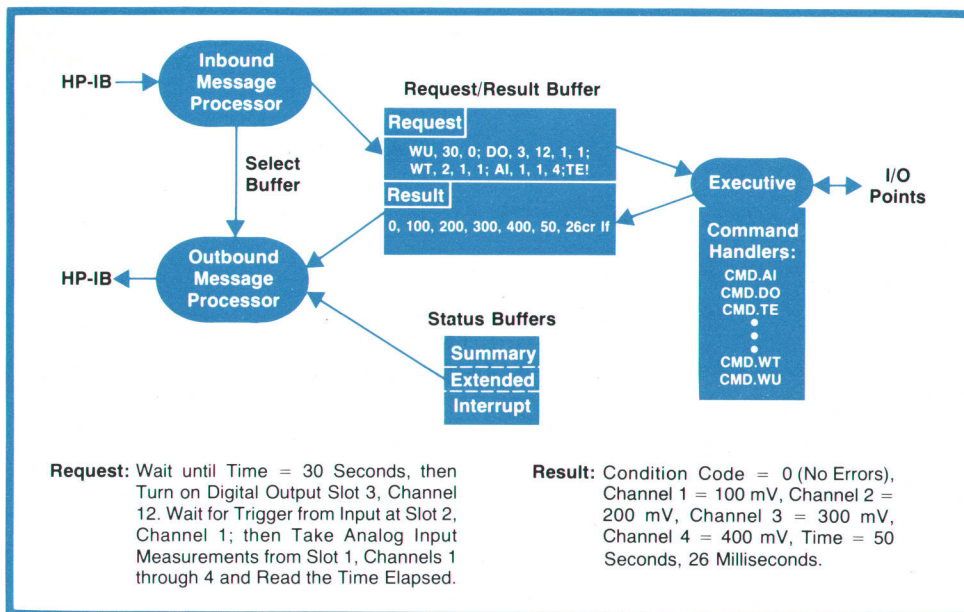 HP-IB
Inbound
Message
Processor
Select
Buffer
HP-IB
Outbound
Message
Processor
Request/Result Buffer
Request
WU, 30, 0; DO, 3, 12, 1, 1;
WT, 2, 1, 1; AI, 1, 1, 4;TE!
Result
0, 100, 200, 300, 400, 50, 26cr lf
Executive
I/O
Points
Command
Handlers:
CMD.AI
CMD.DO
CMD.TE
CMD.WT
CMD.WU
Status Buffers
Summary
Extended
Interrupt
Request: Wait until Time = 30 Seconds, then
Turn on Digital Output Slot 3, Channel
12. Wait for Trigger from Input at Slot 2,
Channel 1; then Take Analog Input
Measurements from Slot 1, Channels 1
through 4 and Read the Time Elapsed.
Result: Condition Code = 0 (No Errors),
Channel 1 = 100 mV, Channel 2 =
200 mV, Channel 3 = 300 mV,
Channel 4 = 400 mV, Time = 50
Seconds, 26 Milliseconds.